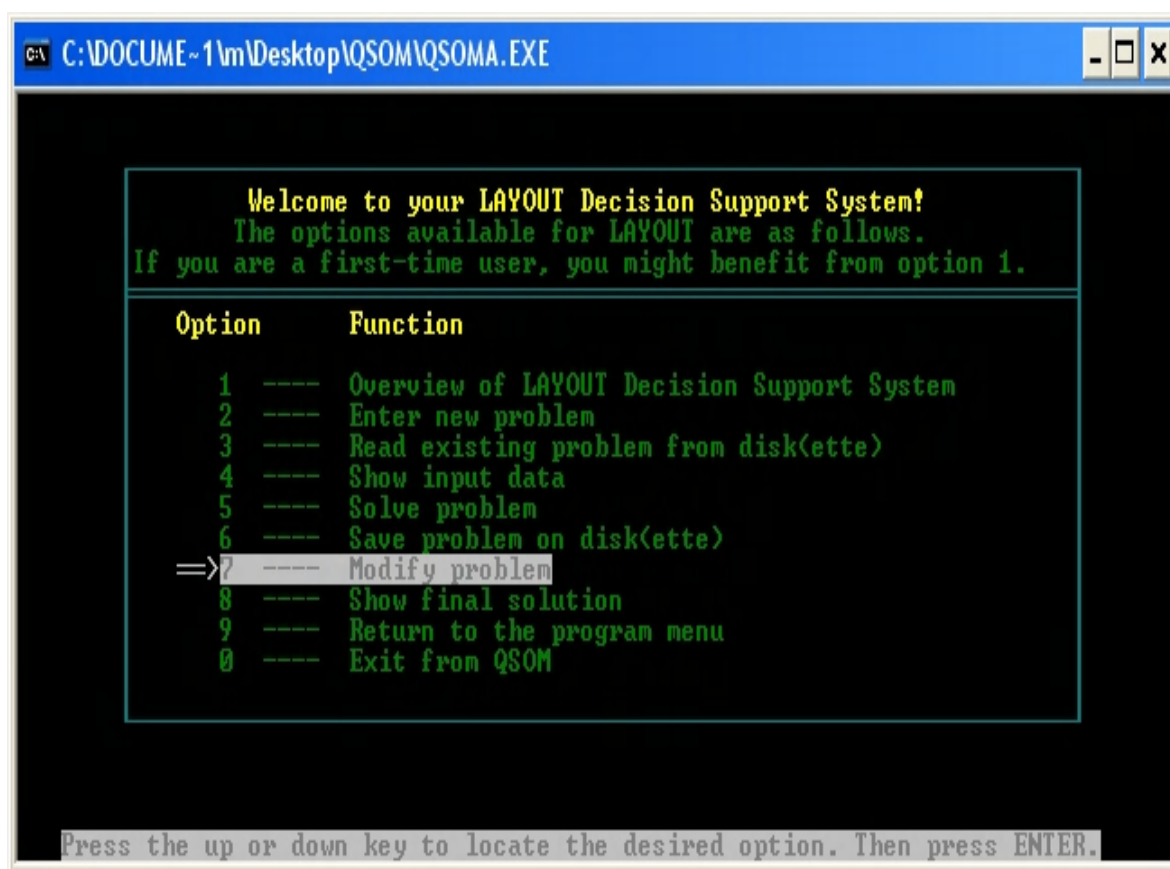 C:\DOCUME~1\m\Desktop\QSOM\QSOMA.EXE
Welcome to your LAYOUT Decision Support System!
The options available for LAYOUT are as follows.
If you are a first-time user, you might benefit from option 1.
Option Function
1 ---- Overview of LAYOUT Decision Support System
2 ---- Enter new problem
3 ---- Read existing problem from disk(ette)
4 ---- Show input data
5 ---- Solve problem
6 ---- Save problem on disk(ette)
==>7 ---- Modify problem
8 ---- Show final solution
9 ---- Return to the program menu
0 ---- Exit from QSOM
Press the up or down key to locate the desired option. Then press ENTER.